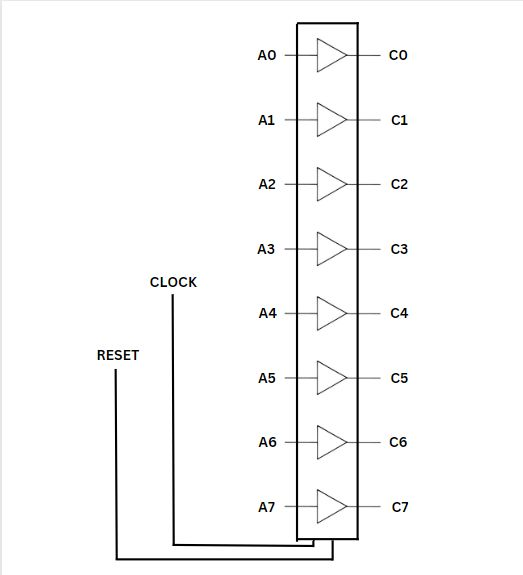 A0 C0
A1 C1
A2 C2
A3 C3
CLOCK
A4 C4
RESET
A5 C5
A6 C6
A7 C7